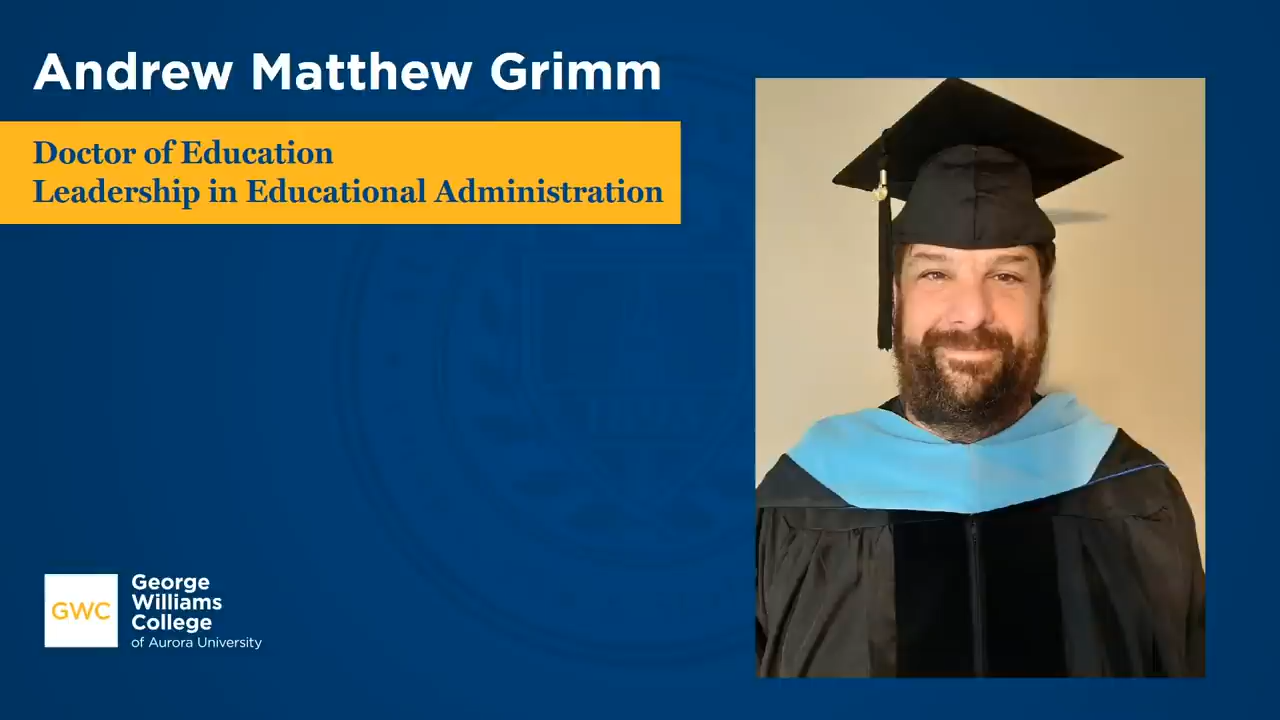 Andrew Matthew Grimm
Doctor of Education
Leadership in Educational Administration
GWC
George
Williams
College
of Aurora University